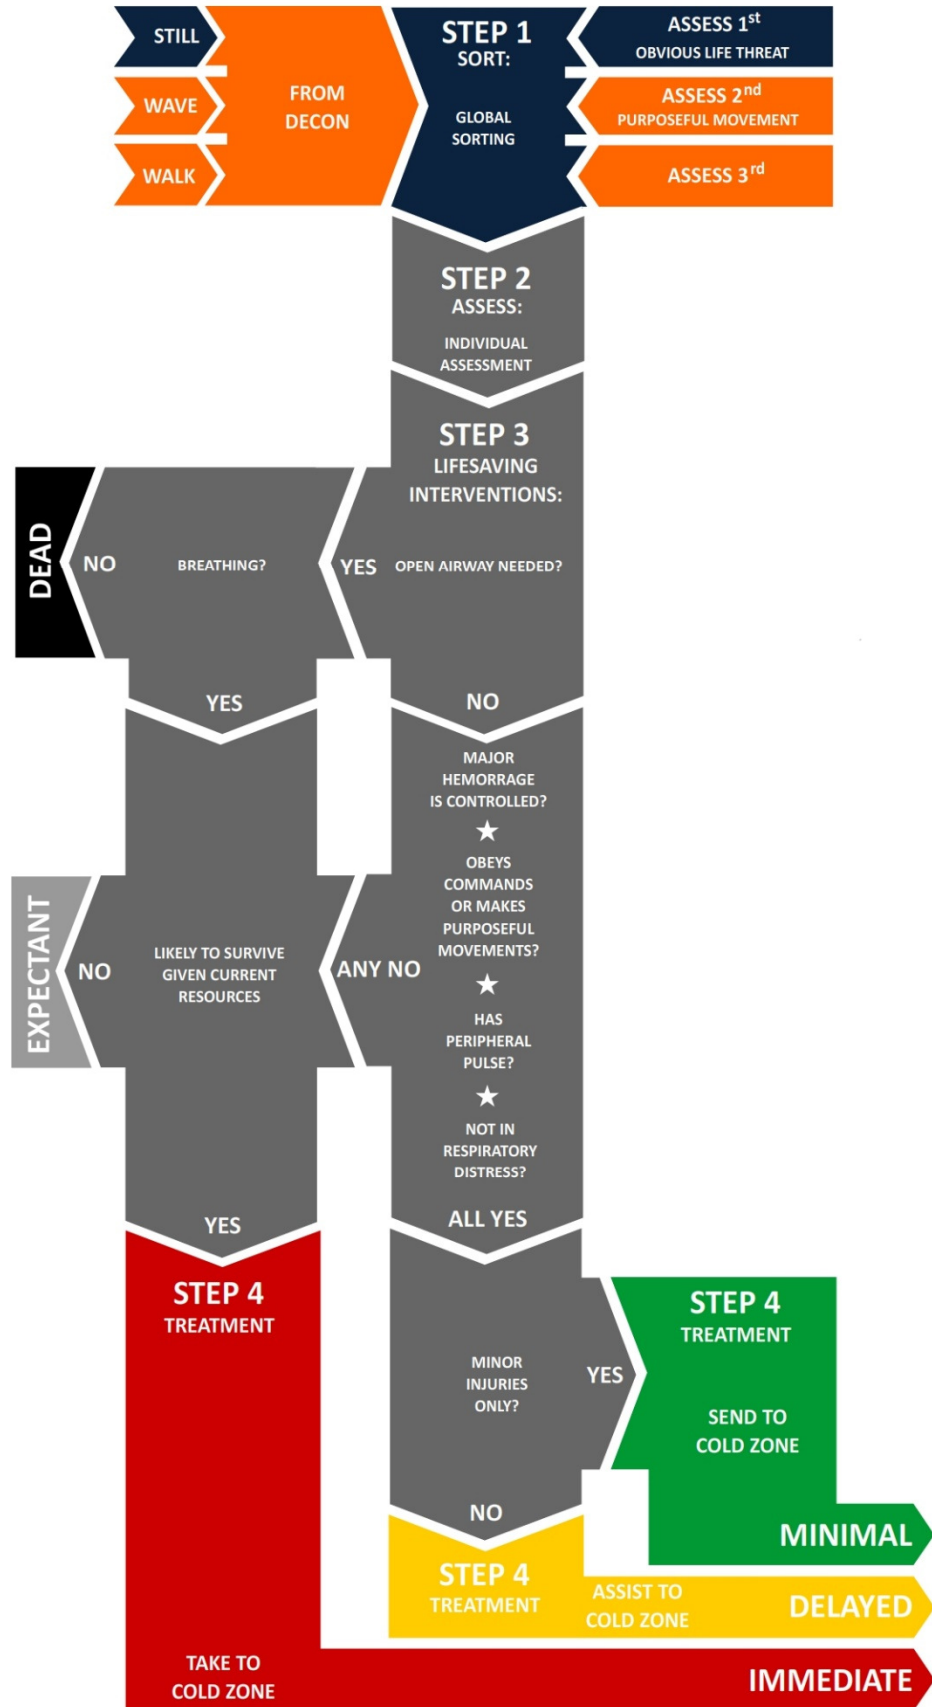 STILL
WAVE
WALK
FROM
DECON
STEP 1
SORT:
GLOBAL
SORTING
ASSESS 1st
OBVIOUS LIFE THREAT
ASSESS 2nd
PURPOSEFUL MOVEMENT
ASSESS 3rd
STEP 2
ASSESS:
INDIVIDUAL
ASSESSMENT
STEP 3
LIFESAVING
INTERVENTIONS:
OPEN AIRWAY NEEDED?
YES
BREATHING?
NO
DEAD
YES
NO
MAJOR
HEMORRAGE
IS CONTROLLED?
★
OBEYS
COMMANDS
OR MAKES
PURPOSEFUL
MOVEMENTS?
★
HAS
PERIPHERAL
PULSE?
★
NOT IN
RESPIRATORY
DISTRESS?
ANY NO
LIKELY TO SURVIVE
GIVEN CURRENT
RESOURCES
NO
EXPECTANT
YES
ALL YES
STEP 4
TREATMENT
MINOR
INJURIES
ONLY?
YES
STEP 4
TREATMENT
SEND TO
COLD ZONE
MINIMAL
NO
STEP 4
TREATMENT
ASSIST TO
COLD ZONE
DELAYED
TAKE TO
COLD ZONE
IMMEDIATE